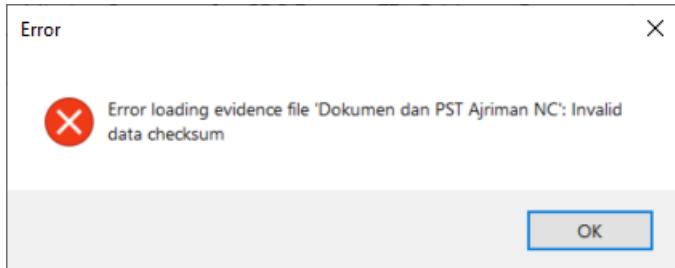 Error
Error loading evidence file 'Dokumen dan PST Ajriman NC': Invalid
data checksum
OK